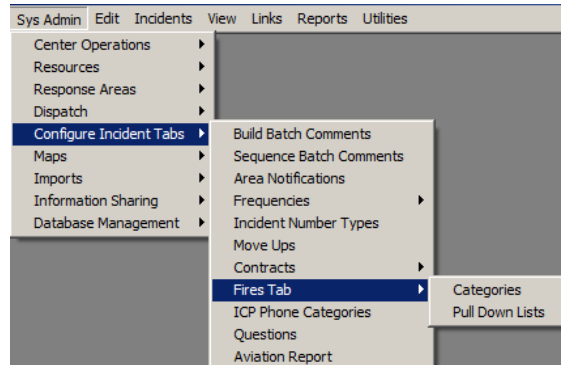 Sys Admin Edit Incidents View Links Reports Utilities
Center Operations
Resources
Response Areas
Dispatch
Configure Incident Tabs
Maps
Imports
Information Sharing
Database Management
Build Batch Comments
Sequence Batch Comments
Area Notifications
Frequencies
Incident Number Types
Move Ups
Contracts
Fires Tab
ICP Phone Categories
Questions
Aviation Report
Categories
Pull Down Lists